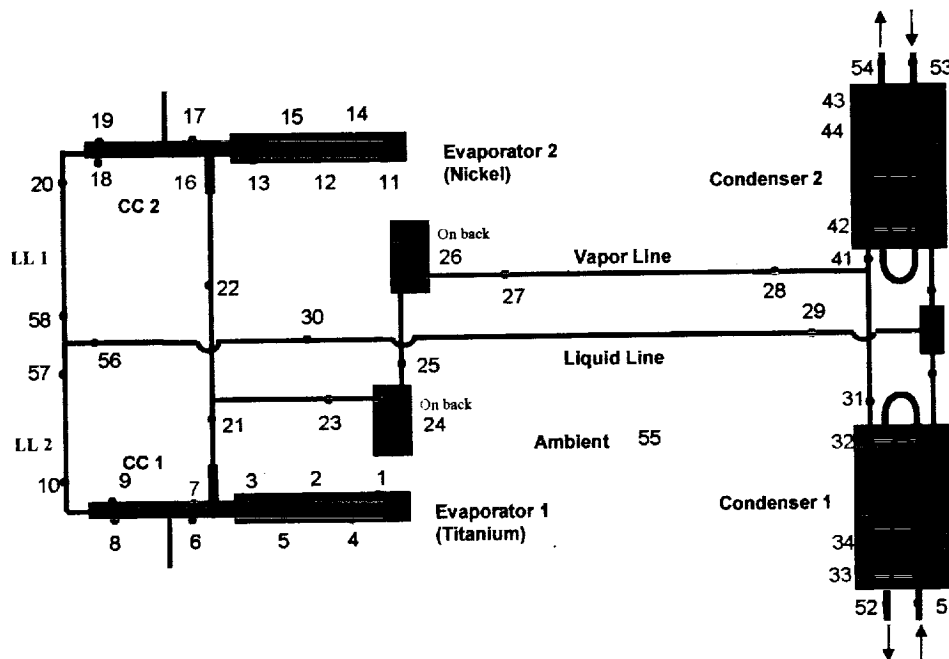 54 53
19 17 15 14 43
44
Evaporator 2
(Nickel)
18 16 13 12 11
20
CC 2
Condenser 2
42
On back
26
41
LL 1
Vapor Line
22
27 28
58
30 29
56
25
Liquid Line
57
31
On back
23 24
21
LL 2
Ambient 55
32
CC 1
10 9 7 3 2 1
Evaporator 1
(Titanium)
Condenser 1
8 6 5 4
34
33
52 5